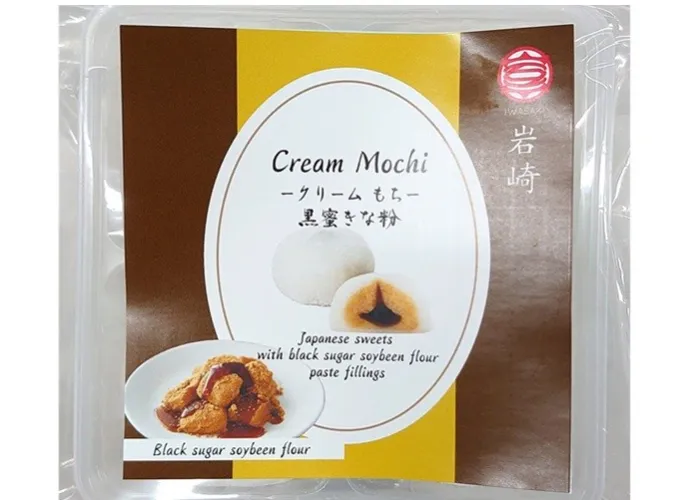 Cream Mochi
ークリーム もちー
黒蜜きな粉
Japanese sweets
with black sugar soybeen flour
paste fillings
Black sugar soybeen flour
IWASAKI
岩崎